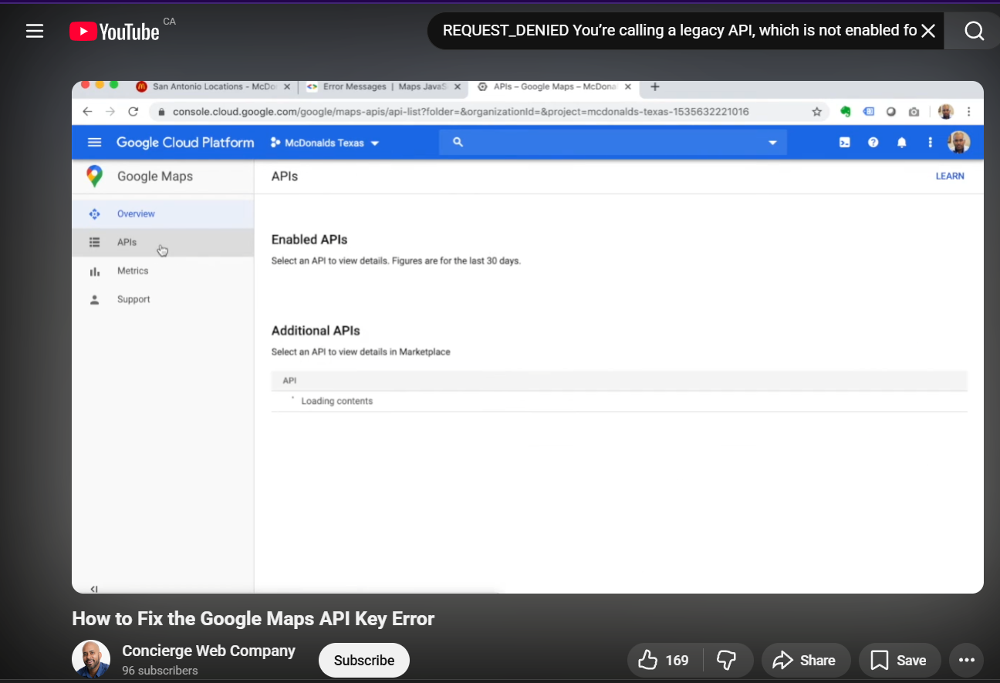 YouTube CA
REQUEST_DENIED You’re calling a legacy API, which is not enabled fo
San Antonio Locations - McDo
Error Messages | Maps JavaS
APIs – Google Maps – McDona
console.cloud.google.com/google/maps-apis/api-list?folder=&organizationId=&project=mcdonalds-texas-1535632221016
Google Cloud Platform
McDonalds Texas
Google Maps
APIs
LEARN
Overview
APIs
Metrics
Support
Enabled APIs
Select an API to view details. Figures are for the last 30 days.
Additional APIs
Select an API to view details in Marketplace
API
Loading contents
How to Fix the Google Maps API Key Error
Concierge Web Company
96 subscribers
Subscribe
169
Share
Save